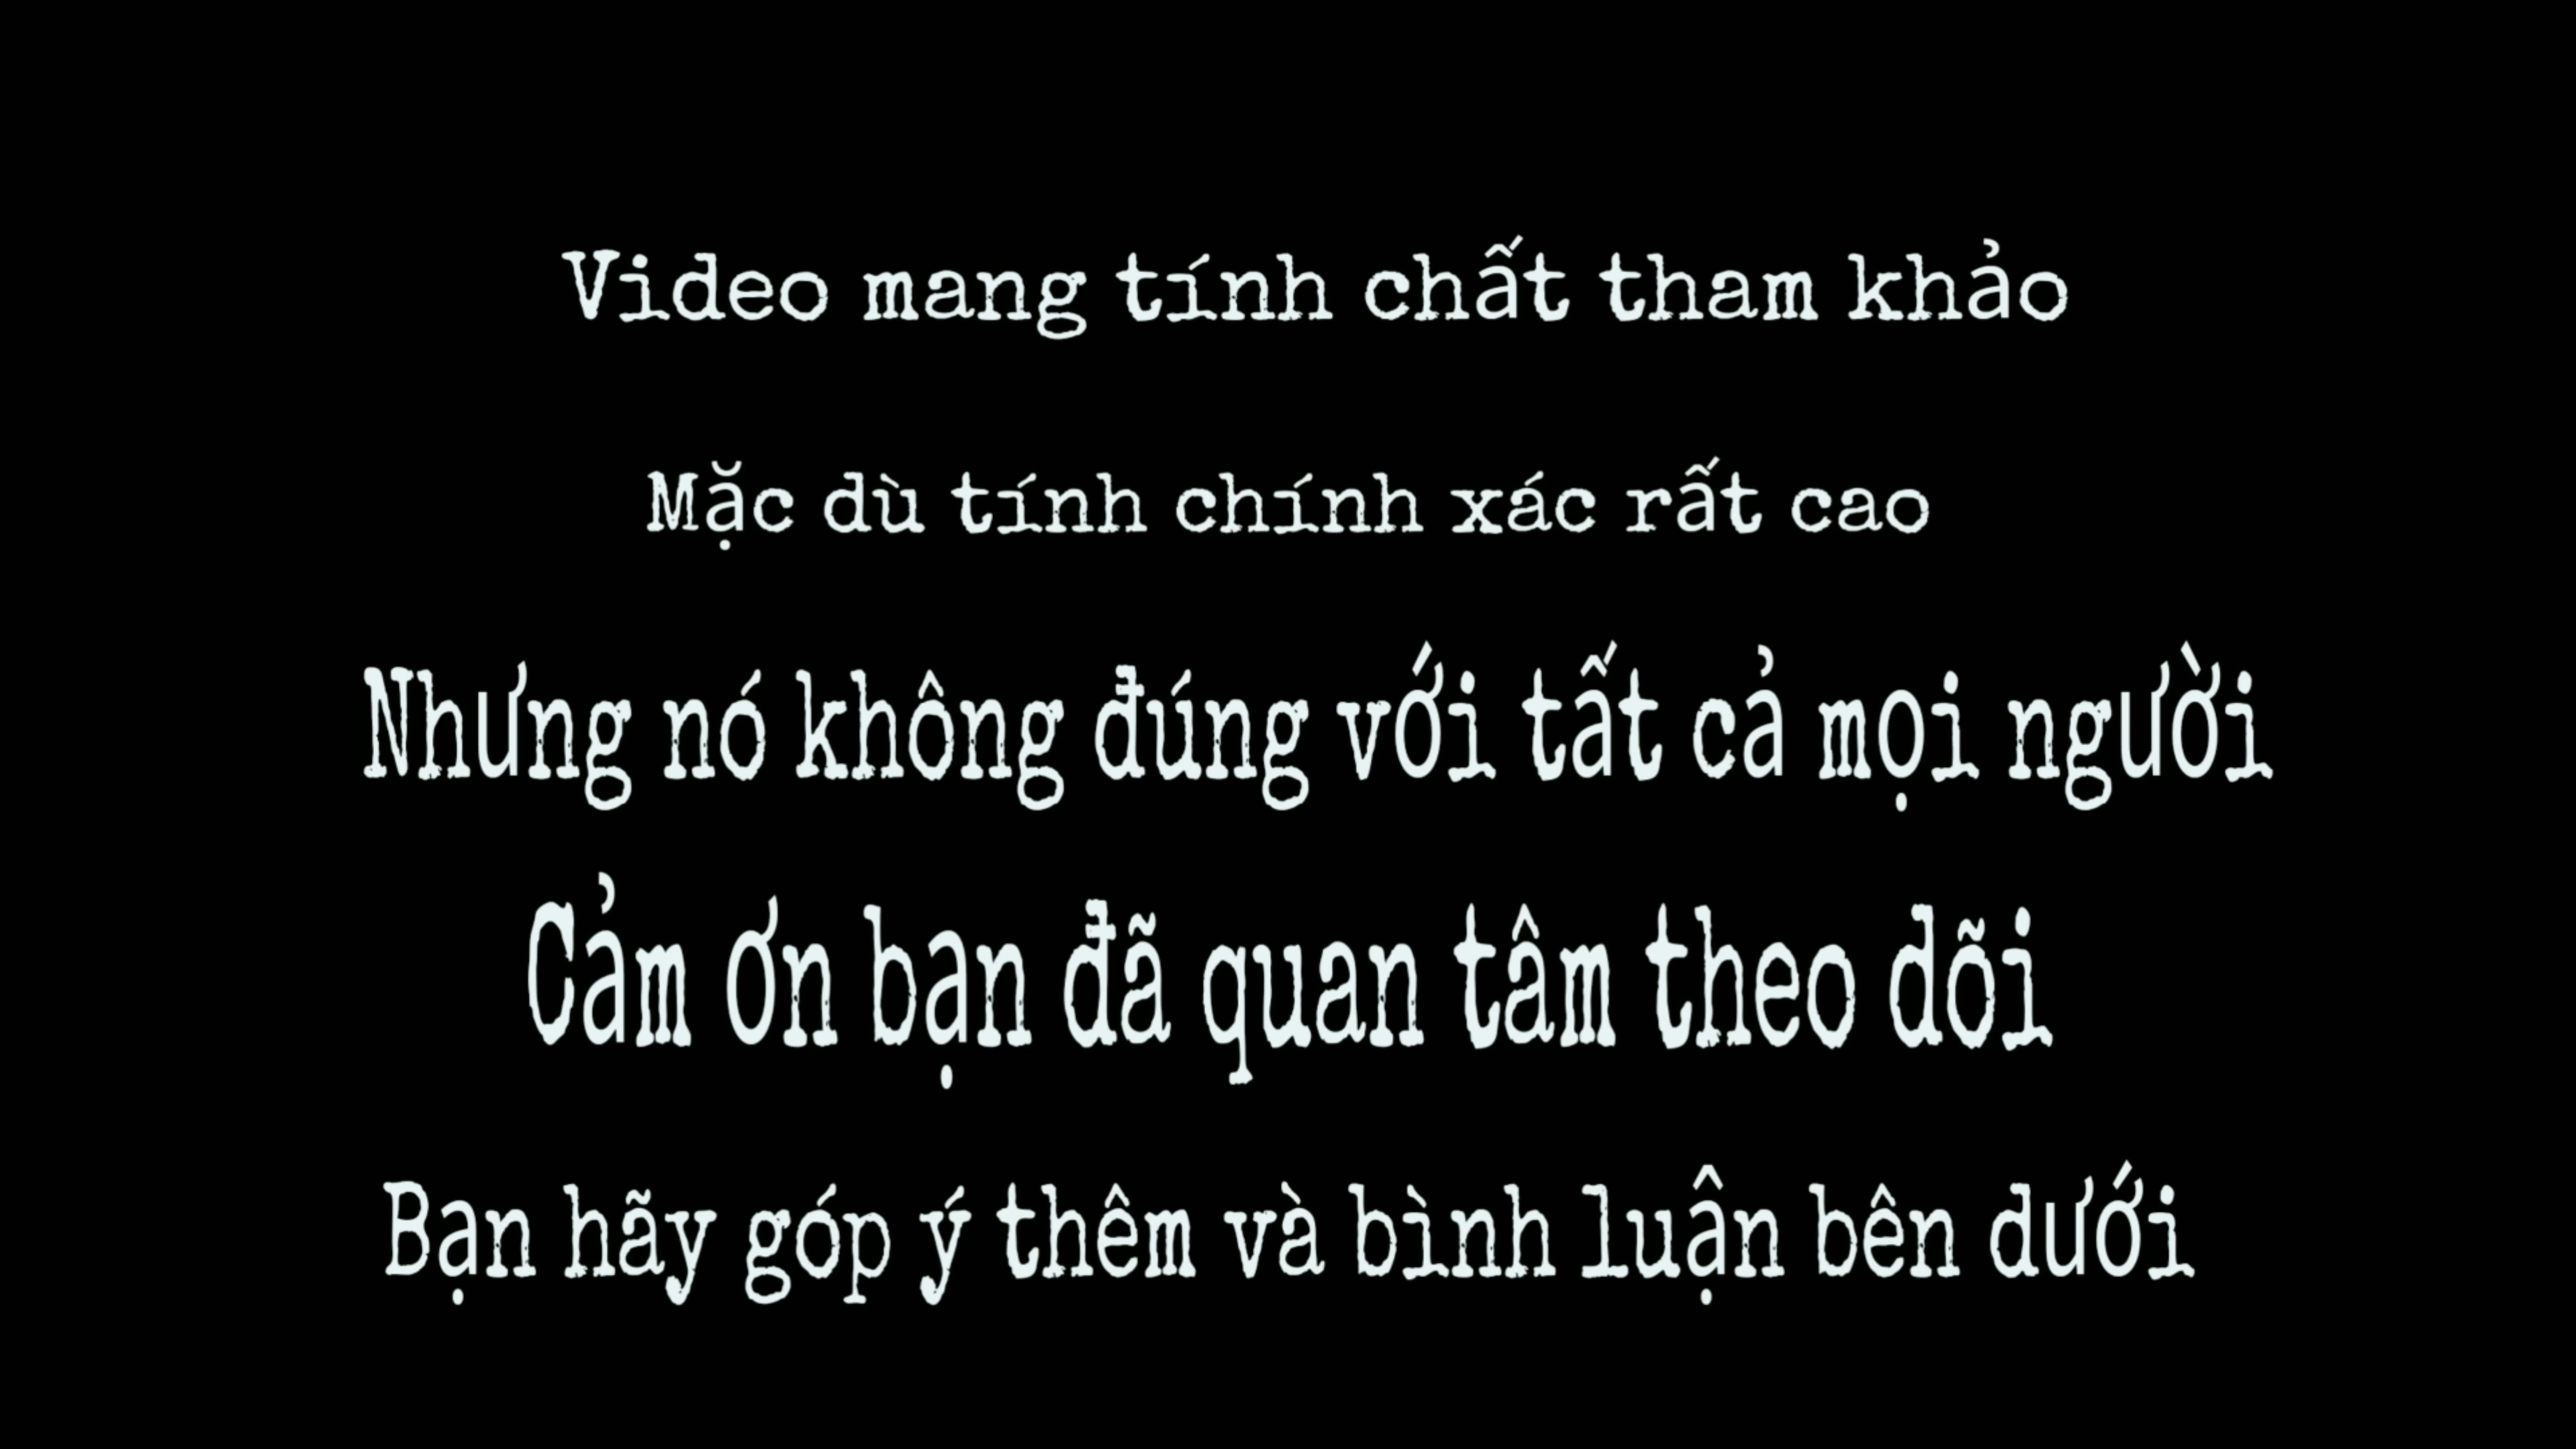 Video mang tính chất tham khảo
Mặc dù tính chính xác rất cao
Nhưng nó không đúng với tất cả mọi người
Cảm ơn bạn đã quan tâm theo dõi
Bạn hãy góp ý thêm và bình luận bên dưới